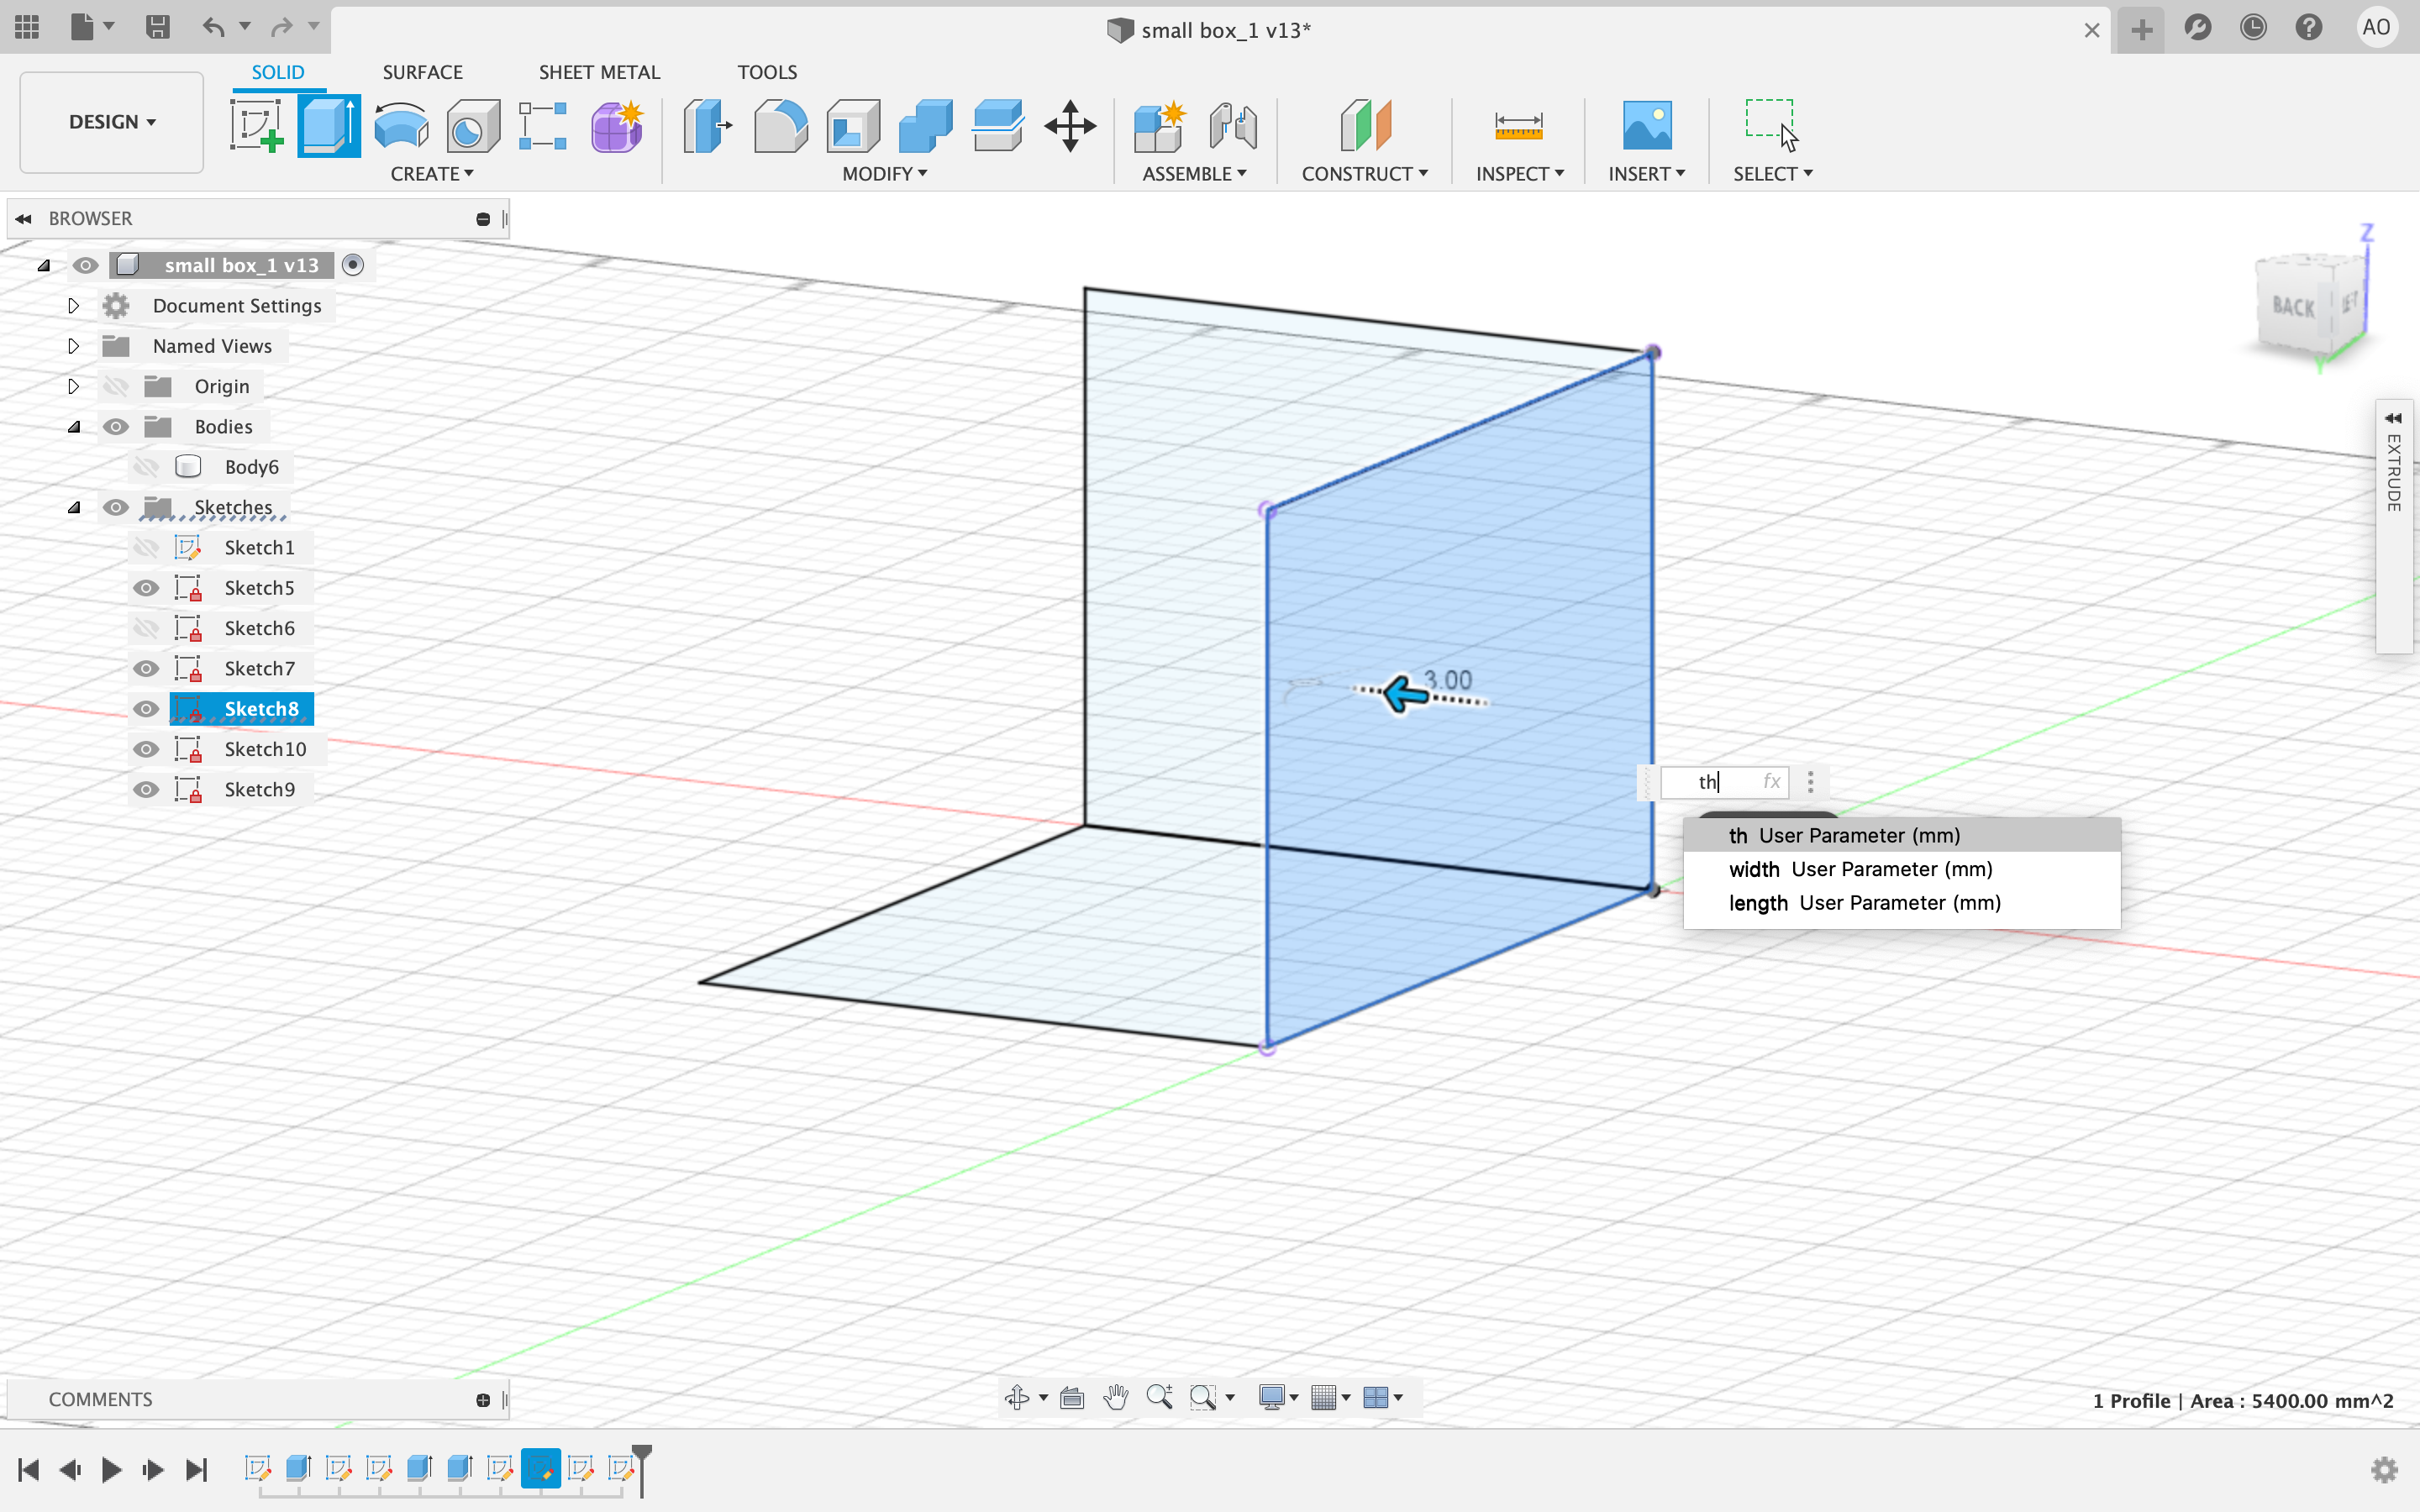 small box_1 v13*
AO
SOLID
SURFACE
SHEET METAL
TOOLS
DESIGN
CREATE
MODIFY
ASSEMBLE
CONSTRUCT
INSPECT
INSERT
SELECT
BROWSER
small box_1 v13
Document Settings
Named Views
Origin
Bodies
Body6
Sketches
Sketch1
Sketch5
Sketch6
Sketch7
Sketch8
Sketch10
Sketch9
Z
BACK
Y
EXTRUDE
3.00
th fx
th User Parameter (mm)
width User Parameter (mm)
length User Parameter (mm)
COMMENTS
1 Profile | Area : 5400.00 mm^2